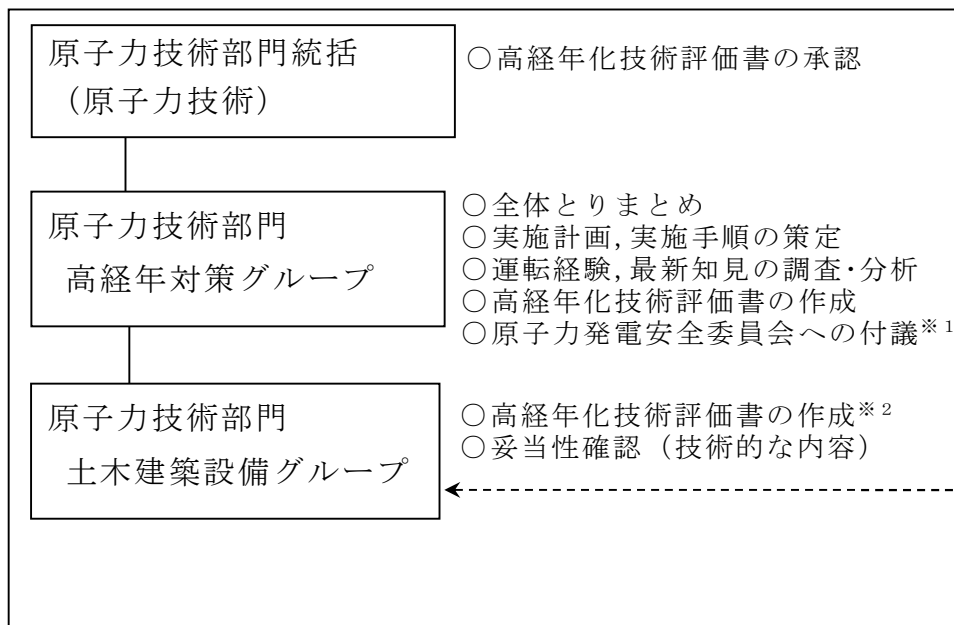 原子力技術部門統括
(原子力技術)
○高経年化技術評価書の承認
原子力技術部門
高経年対策グループ
○全体とりまとめ
○実施計画,実施手順の策定
○運転経験,最新知見の調査・分析
○高経年化技術評価書の作成
○原子力発電安全委員会への付議※1
原子力技術部門
土木建築設備グループ
○高経年化技術評価書の作成※2
○妥当性確認(技術的な内容)